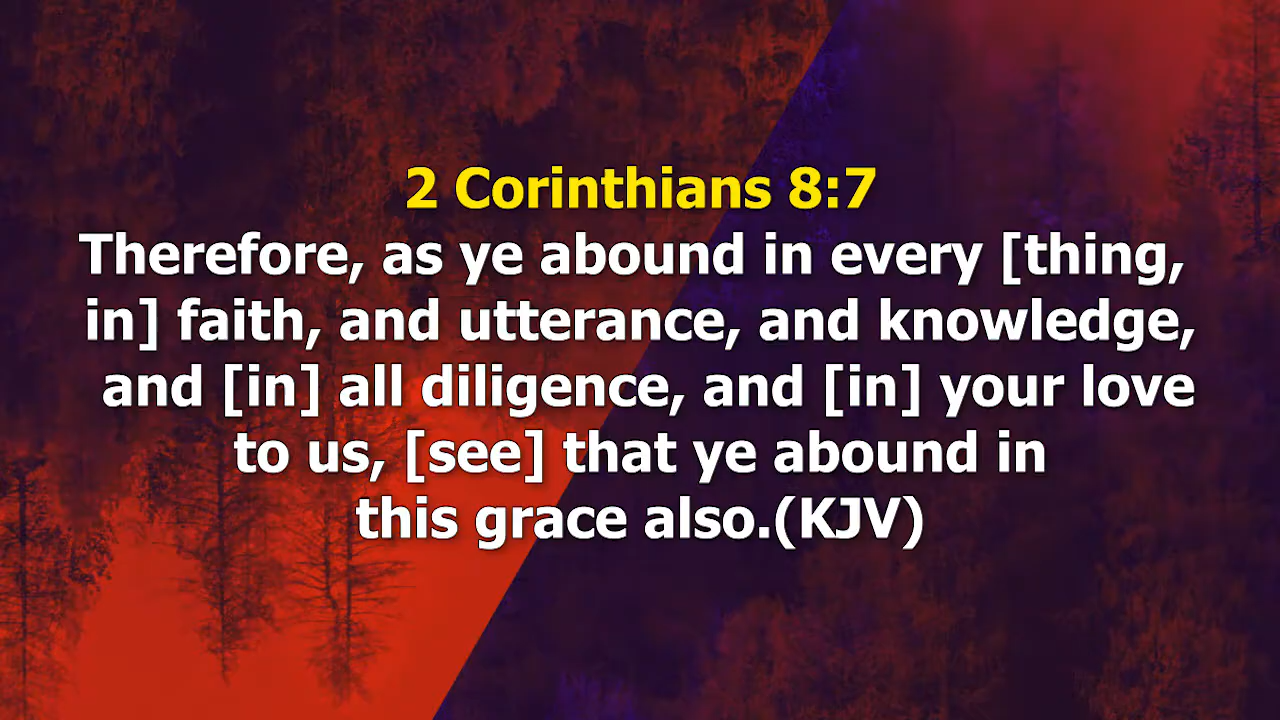 2 Corinthians 8:7
Therefore, as ye abound in every [thing,
in] faith, and utterance, and knowledge,
and [in] all diligence, and [in] your love
to us, [see] that ye abound in
this grace also.(KJV)